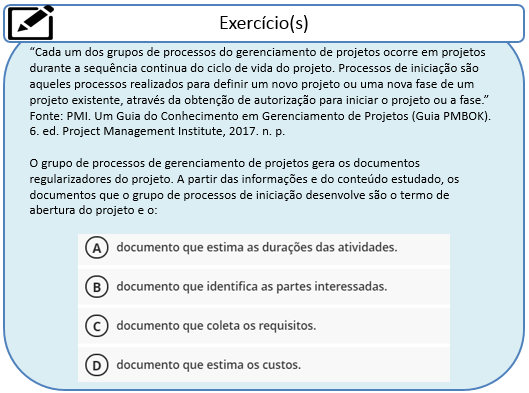 Exercício(s)
“Cada um dos grupos de processos do gerenciamento de projetos ocorre em projetos
durante a sequência continua do ciclo de vida do projeto. Processos de iniciação são
aqueles processos realizados para definir um novo projeto ou uma nova fase de um
projeto existente, através da obtenção de autorização para iniciar o projeto ou a fase.”
Fonte: PMI. Um Guia do Conhecimento em Gerenciamento de Projetos (Guia PMBOK).
6. ed. Project Management Institute, 2017. n. p.
O grupo de processos de gerenciamento de projetos gera os documentos
regularizadores do projeto. A partir das informações e do conteúdo estudado, os
documentos que o grupo de processos de iniciação desenvolve são o termo de
abertura do projeto e o:
A documento que estima as durações das atividades.
B documento que identifica as partes interessadas.
C documento que coleta os requisitos.
D documento que estima os custos.